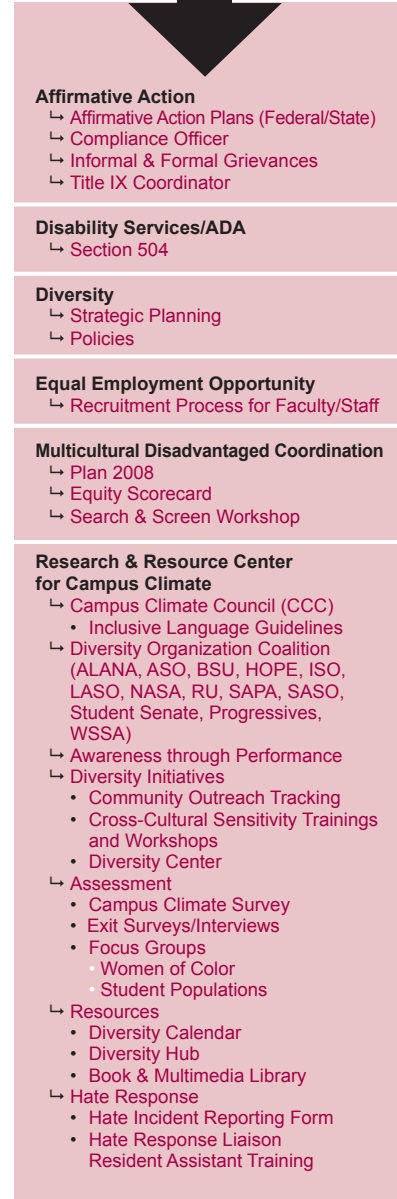 Affirmative Action
↳ Affirmative Action Plans (Federal/State)
↳ Compliance Officer
↳ Informal & Formal Grievances
↳ Title IX Coordinator
Disability Services/ADA
↳ Section 504
Diversity
↳ Strategic Planning
↳ Policies
Equal Employment Opportunity
↳ Recruitment Process for Faculty/Staff
Multicultural Disadvantaged Coordination
↳ Plan 2008
↳ Equity Scorecard
↳ Search & Screen Workshop
Research & Resource Center
for Campus Climate
↳ Campus Climate Council (CCC)
• Inclusive Language Guidelines
↳ Diversity Organization Coalition
(ALANA, ASO, BSU, HOPE, ISO,
LASO, NASA, RU, SAPA, SASO,
Student Senate, Progressives,
WSSA)
↳ Awareness through Performance
↳ Diversity Initiatives
• Community Outreach Tracking
• Cross-Cultural Sensitivity Trainings
and Workshops
• Diversity Center
↳ Assessment
• Campus Climate Survey
• Exit Surveys/Interviews
• Focus Groups
• Women of Color
• Student Populations
↳ Resources
• Diversity Calendar
• Diversity Hub
• Book & Multimedia Library
↳ Hate Response
• Hate Incident Reporting Form
• Hate Response Liaison
Resident Assistant Training